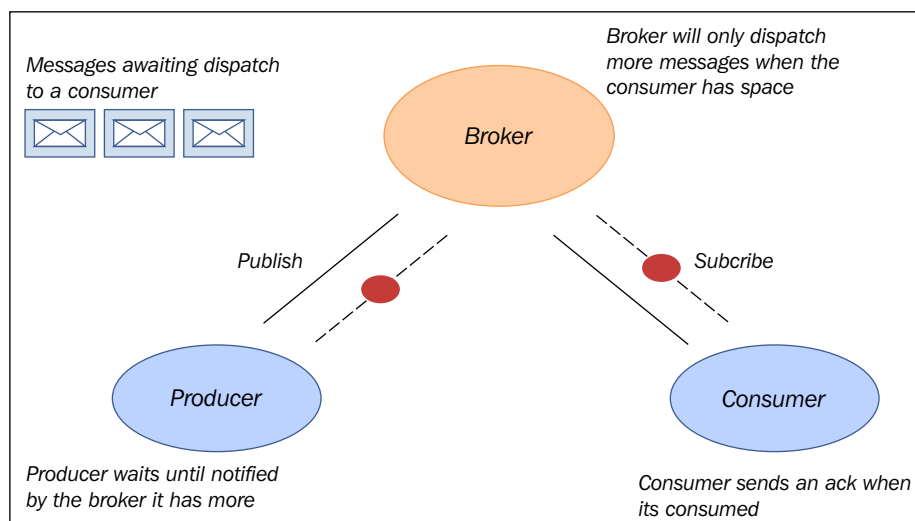 Messages awaiting dispatch
to a consumer
Broker will only dispatch
more messages when the
consumer has space
Broker
Publish
Subcribe
Producer
Consumer
Producer waits until notified
by the broker it has more
Consumer sends an ack when
its consumed